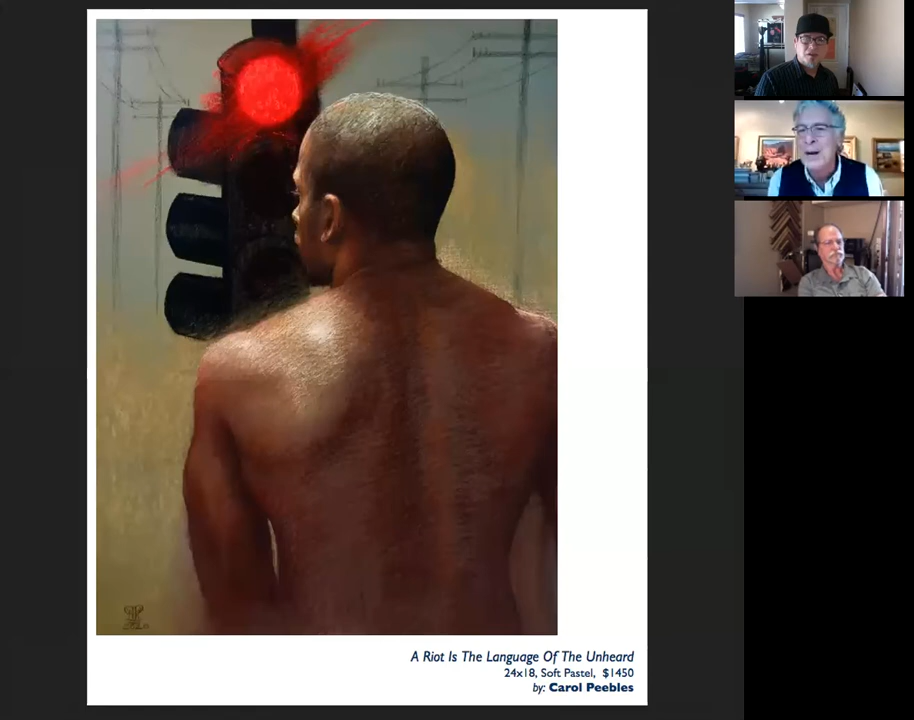 A Riot Is The Language Of The Unheard
24x18, Soft Pastel, $1450
by: Carol Peebles